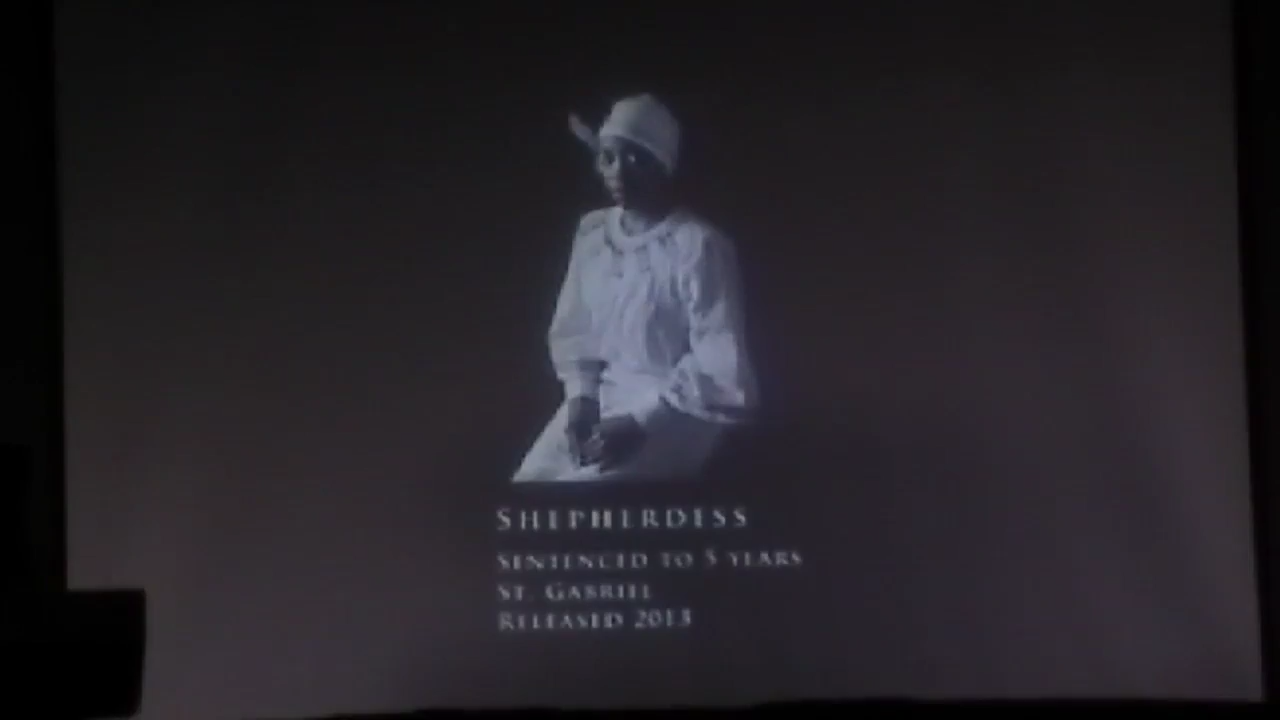 SHEPHERDESS
SENTENCED TO 5 YEARS
ST. GABRIEL
RELEASED 2013